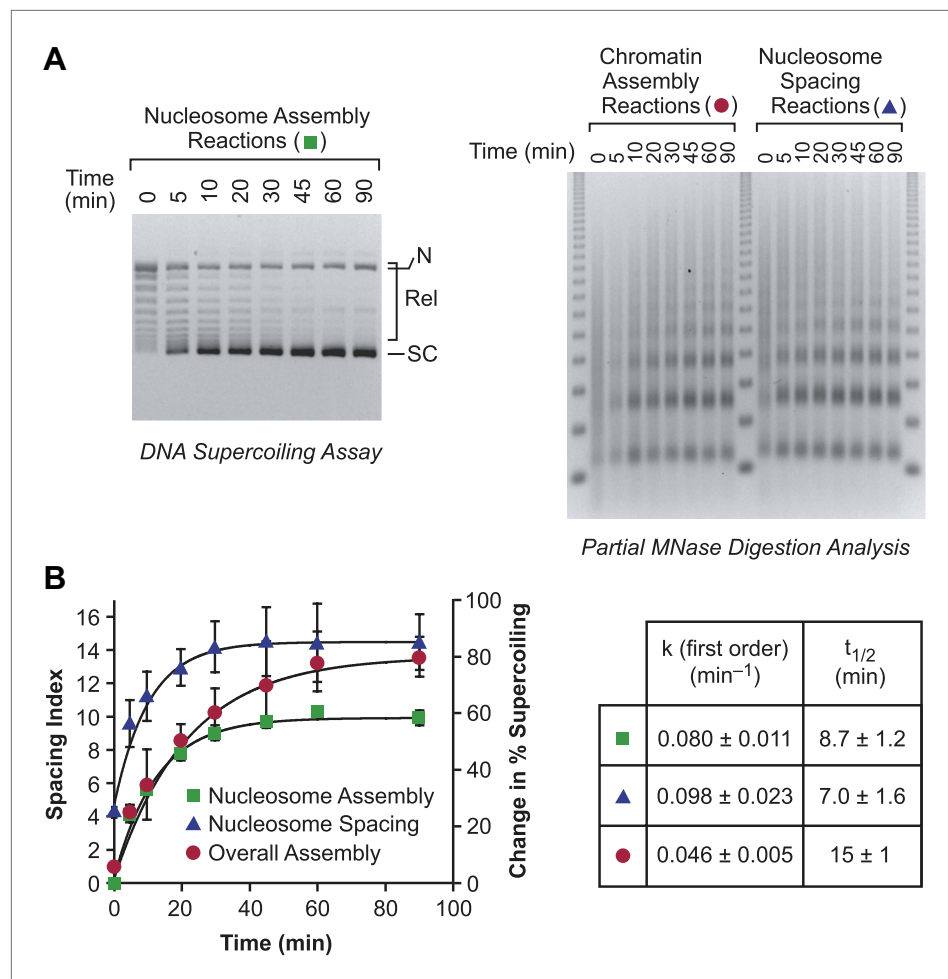 A
Nucleosome Assembly
Reactions (■)
Time
(min)
0 5 10 20 30 45 60 90
N
Rel
SC
DNA Supercoiling Assay
Chromatin
Assembly
Reactions (●)
Nucleosome
Spacing
Reactions (▲)
Time (min)
0 5 10 20 30 45 60 90
0 5 10 20 30 45 60 90
Partial MNase Digestion Analysis
B
Spacing Index
16
14
12
10
8
6
4
2
0
100
80
60
40
20
0
Change in % Supercoiling
Nucleosome Assembly
Nucleosome Spacing
Overall Assembly
0 20 40 60 80 100
Time (min)
k (first order) t1/2
(min–1) (min)
0.080 ± 0.011 8.7 ± 1.2
0.098 ± 0.023 7.0 ± 1.6
0.046 ± 0.005 15 ± 1